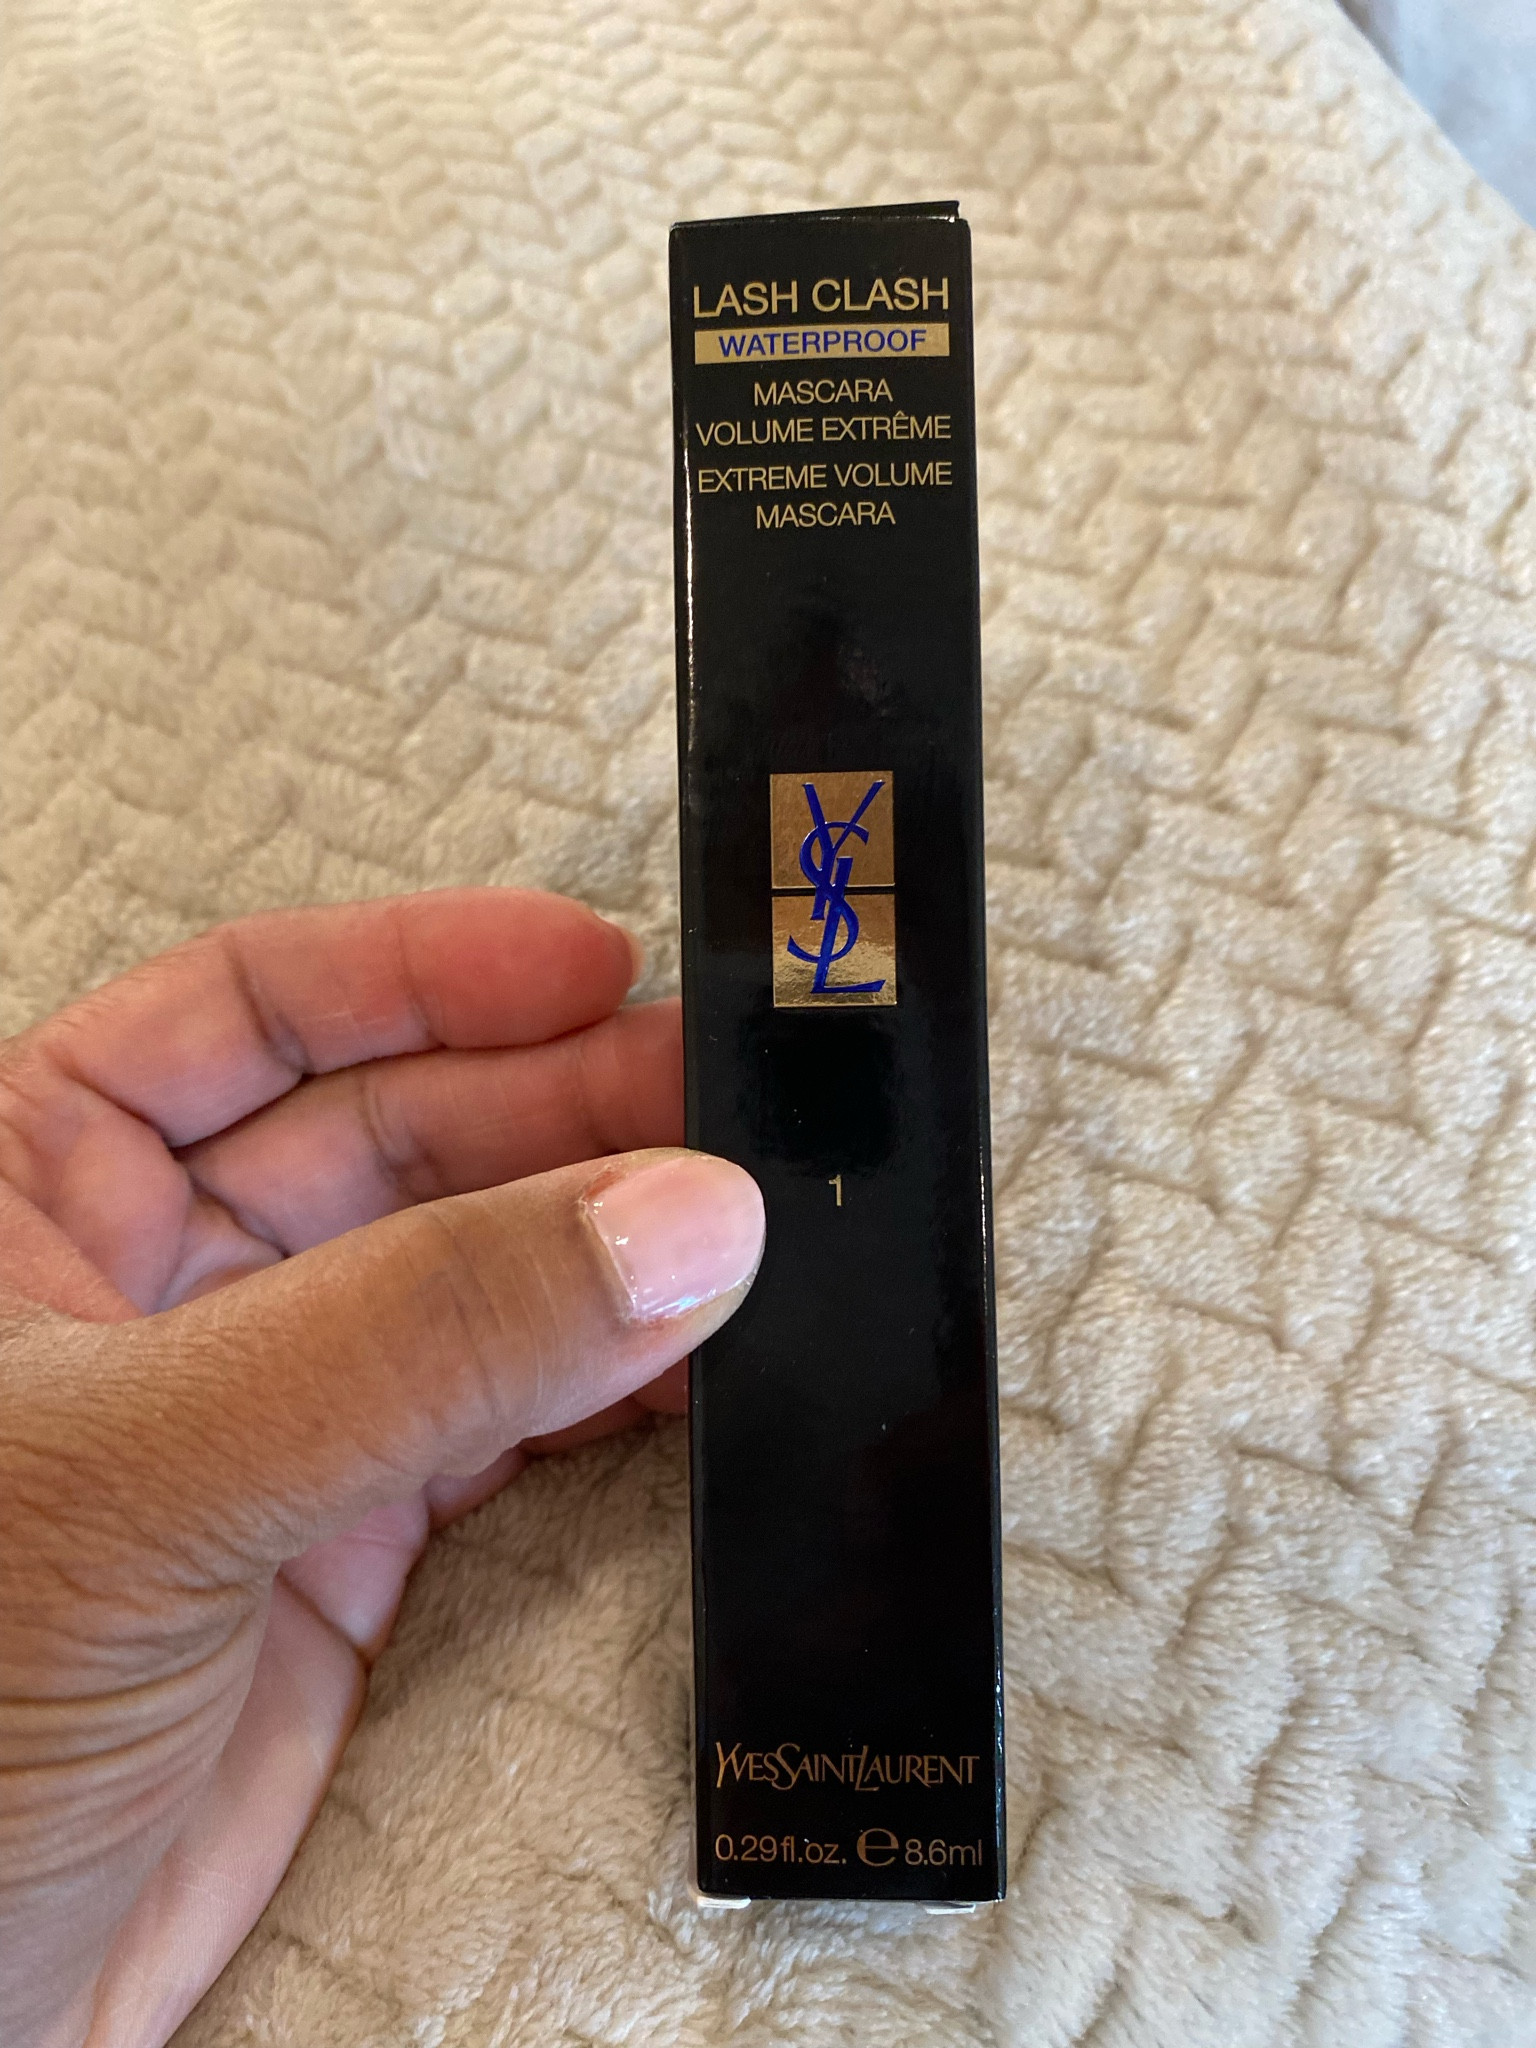 LASH CLASH
WATERPROOF
MASCARA
VOLUME EXTRÊME
EXTREME VOLUME
MASCARA
YSL
1
YVESSAINTLAURENT
0.29fl.oz. ℮ 8.6ml